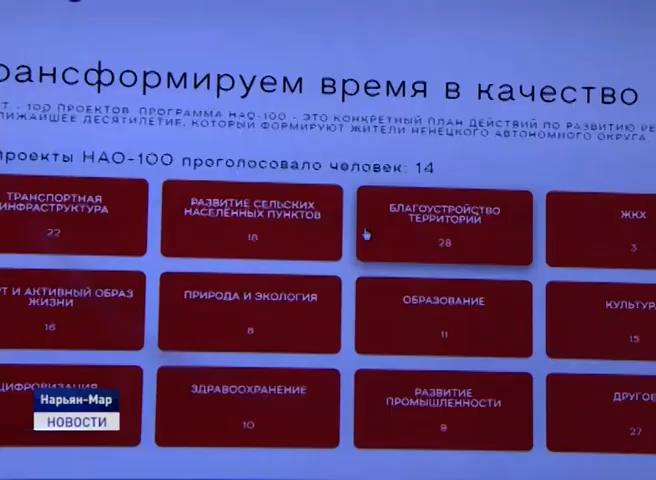 рансформируем время в качество
Т - 100 ПРОЕКТОВ. ПРОГРАММА НАО-100 - ЭТО КОНКРЕТНЫЙ ПЛАН ДЕЙСТВИЙ ПО РАЗВИТИЮ РЕ
ЛИЖАЙШЕЕ ДЕСЯТИЛЕТИЕ, КОТОРЫЙ ФОРМИРУЮТ ЖИТЕЛИ НЕНЕЦКОГО АВТОНОМНОГО ОКРУГА.
проекты НАО-100 проголосовало человек: 14
ТРАНСПОРТНАЯ
ИНФРАСТРУКТУРА
22
РАЗВИТИЕ СЕЛЬСКИХ
НАСЕЛЁННЫХ ПУНКТОВ
18
БЛАГОУСТРОЙСТВО
ТЕРРИТОРИЙ
28
ЖКХ
3
Т И АКТИВНЫЙ ОБРАЗ
ЖИЗНИ
16
ПРИРОДА И ЭКОЛОГИЯ
8
ОБРАЗОВАНИЕ
11
КУЛЬТУРА
15
ЦИФРОВИЗАЦИЯ
ЗДРАВООХРАНЕНИЕ
10
РАЗВИТИЕ
ПРОМЫШЛЕННОСТИ
9
ДРУГОЕ
27
Нарьян-Мар
НОВОСТИ